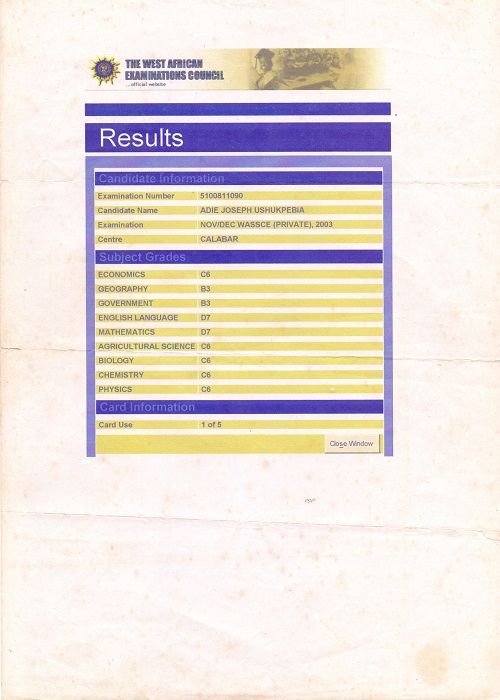 THE WEST AFRICAN
EXAMINATIONS COUNCIL
...official website
Results
Candidate Information
Examination Number 5100811090
Candidate Name ADIE JOSEPH USHUKPEBIA
Examination NOV/DEC WASSCE (PRIVATE), 2003
Centre CALABAR
Subject Grades
ECONOMICS C6
GEOGRAPHY B3
GOVERNMENT B3
ENGLISH LANGUAGE D7
MATHEMATICS D7
AGRICULTURAL SCIENCE C6
BIOLOGY C6
CHEMISTRY C6
PHYSICS C6
Card Information
Card Use 1 of 5
Close Window